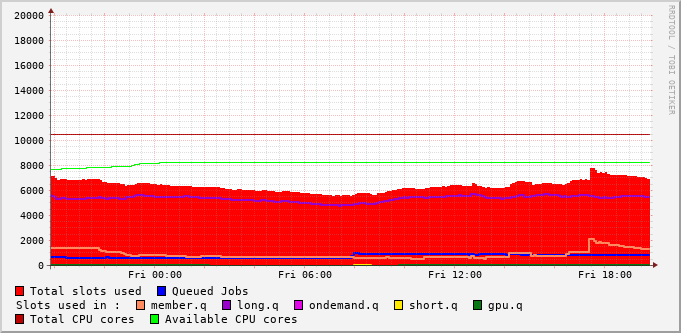 20000
18000
16000
14000
12000
10000
8000
6000
4000
2000
0
Fri 00:00 Fri 06:00 Fri 12:00 Fri 18:00
RRDTOOL / TOBI OETIKER
Total slots used Queued Jobs
Slots used in : member.q long.q ondemand.q short.q gpu.q
Total CPU cores Available CPU cores